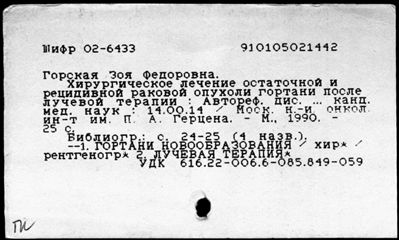 Шифр 02-6433 910105021442
Горская Зоя Федоровна.
Хирургическое лечение остаточной и
рецидивной раковой опухоли гортани после
лучевой терапии : Автореф. дис. ... канд.
мед. наук : 14.00.14 / Моск. н.-и. онкол.
ин-т им. П. А. Герцена. - М., 1990. -
25 с.
Библиогр.: с. 24-25 (4 назв.).
--1. ГОРТАНИ НОВООБРАЗОВАНИЯ / хир* /
рентгеногр* 2. ЛУЧЕВАЯ ТЕРАПИЯ*
УДК 616.22-006.6-085.849-059